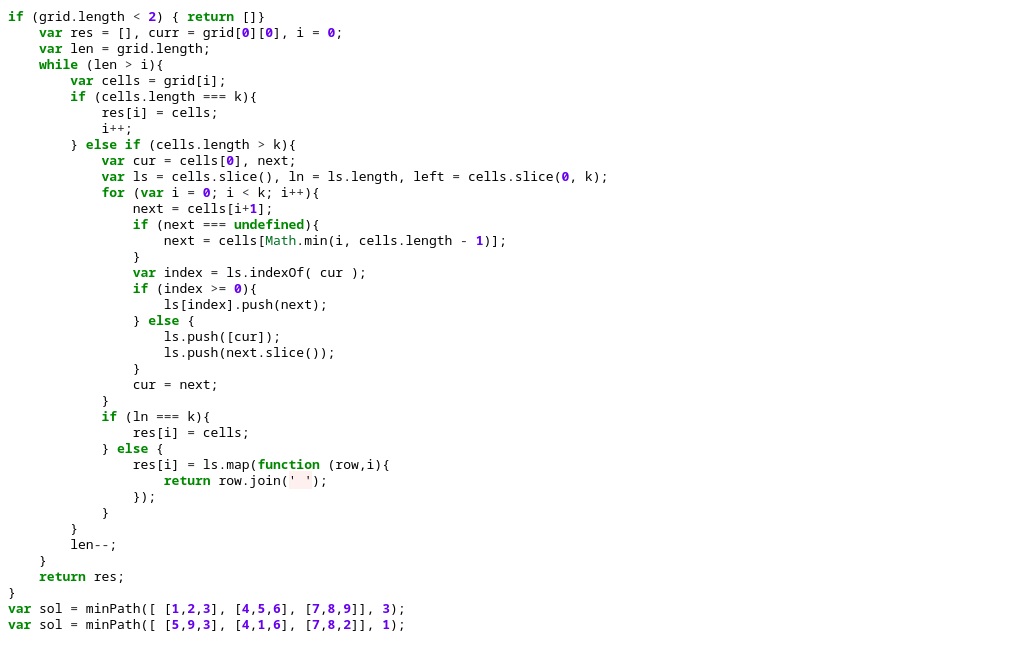 if (grid.length < 2) { return []}
    var res = [], curr = grid[0][0], i = 0;
    var len = grid.length;
    while (len > i){
        var cells = grid[i];
        if (cells.length === k){
            res[i] = cells;
            i++;
        } else if (cells.length > k){
            var cur = cells[0], next;
            var ls = cells.slice(), ln = ls.length, left = cells.slice(0, k);
            for (var i = 0; i < k; i++){
                next = cells[i+1];
                if (next === undefined){
                    next = cells[Math.min(i, cells.length - 1)];
                }
                var index = ls.indexOf( cur );
                if (index >= 0){
                    ls[index].push(next);
                } else {
                    ls.push([cur]);
                    ls.push(next.slice());
                }
                cur = next;
            }
            if (ln === k){
                res[i] = cells;
            } else {
                res[i] = ls.map(function (row,i){
                    return row.join(' ');
                });
            }
        }
        len--;
    }
    return res;
}
var sol = minPath([ [1,2,3], [4,5,6], [7,8,9]], 3);
var sol = minPath([ [5,9,3], [4,1,6], [7,8,2]], 1);